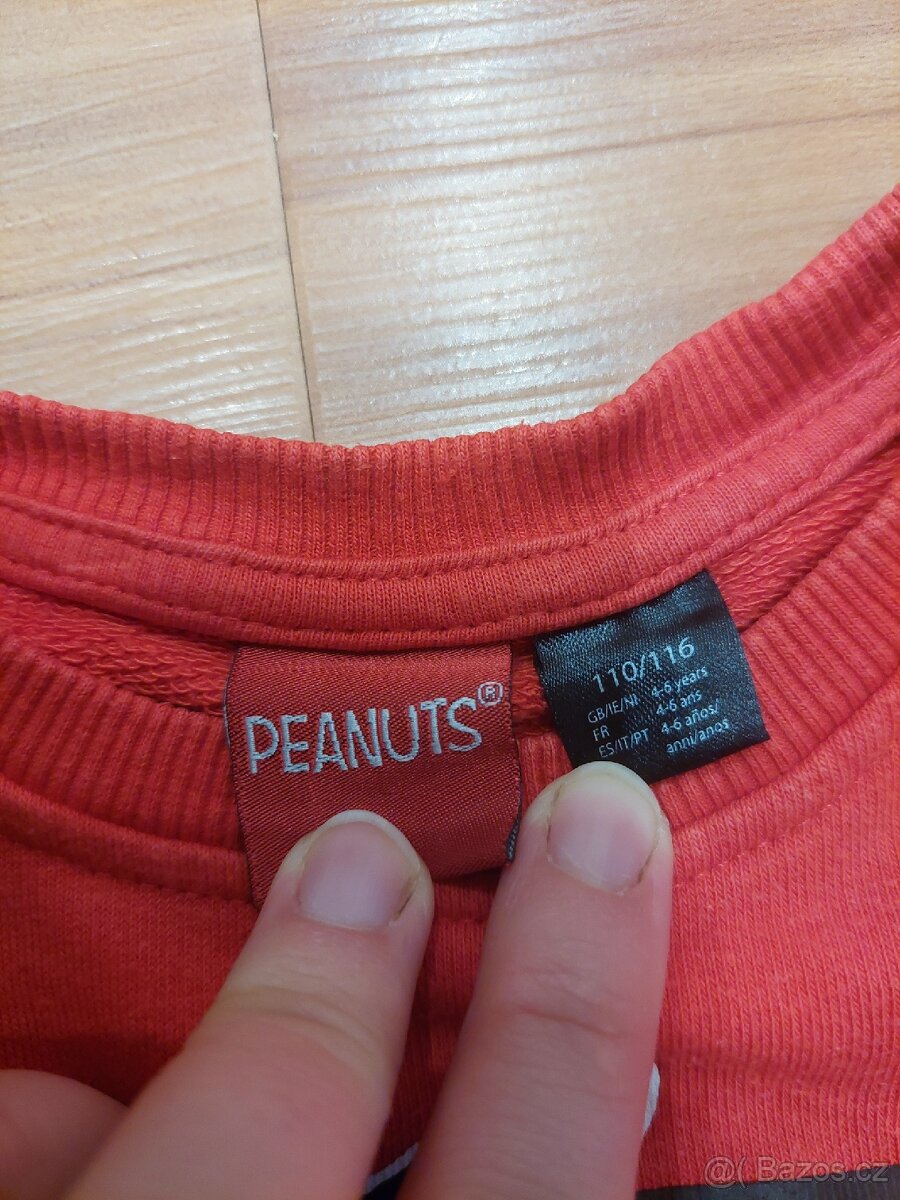 PEANUTS®
110/116
GB/IE/NI 4-6 years
FR 4-6 ans
ES/IT/PT 4-6 años/
anni/anos
@( Bazos.cz